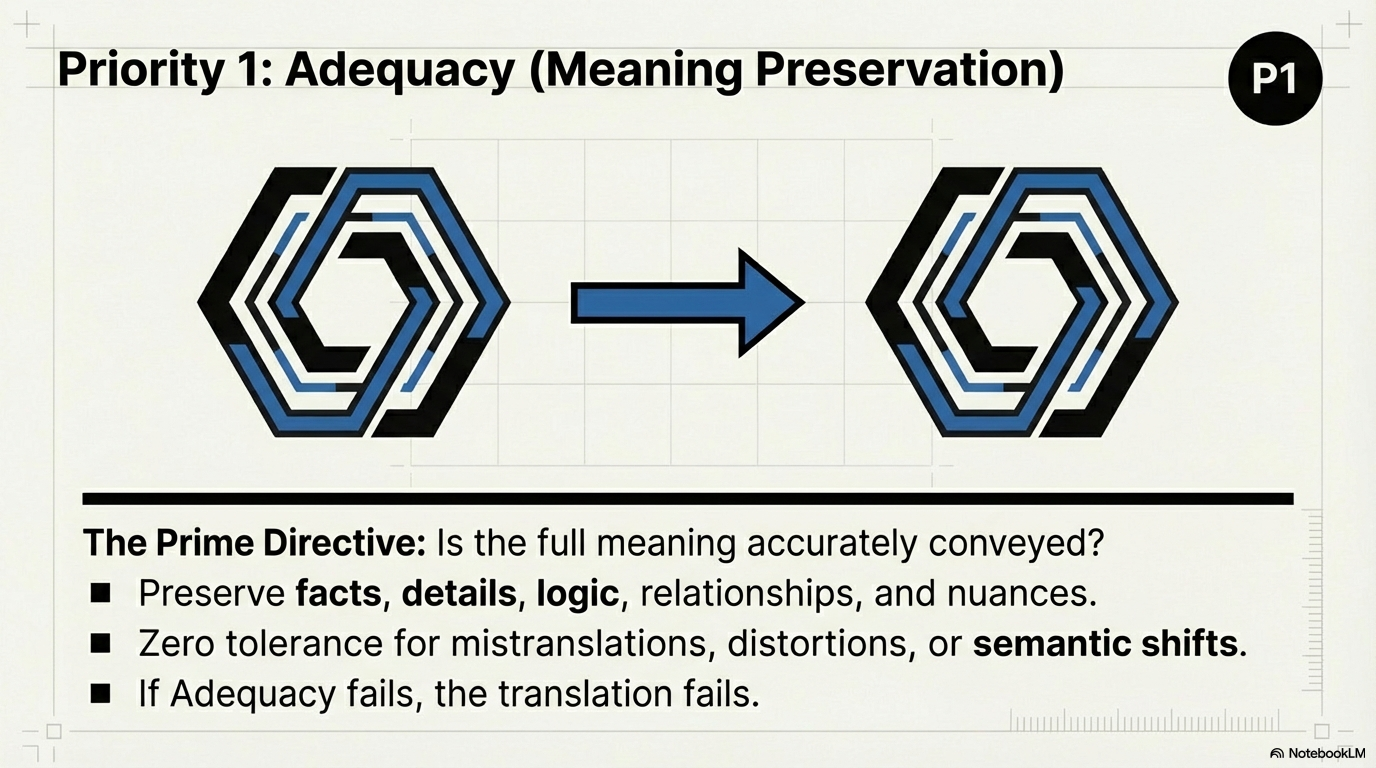 Priority 1: Adequacy (Meaning Preservation)
P1
The Prime Directive: Is the full meaning accurately conveyed?
■ Preserve facts, details, logic, relationships, and nuances.
■ Zero tolerance for mistranslations, distortions, or semantic shifts.
■ If Adequacy fails, the translation fails.
NotebookLM